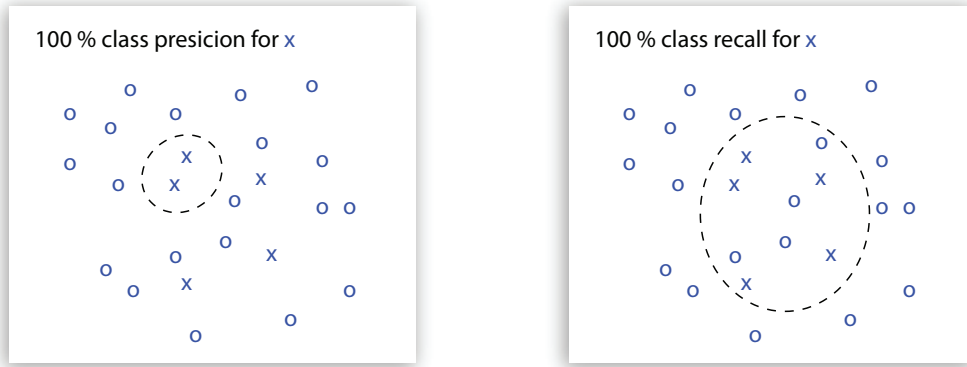 100 % class presicion for x
100 % class recall for x